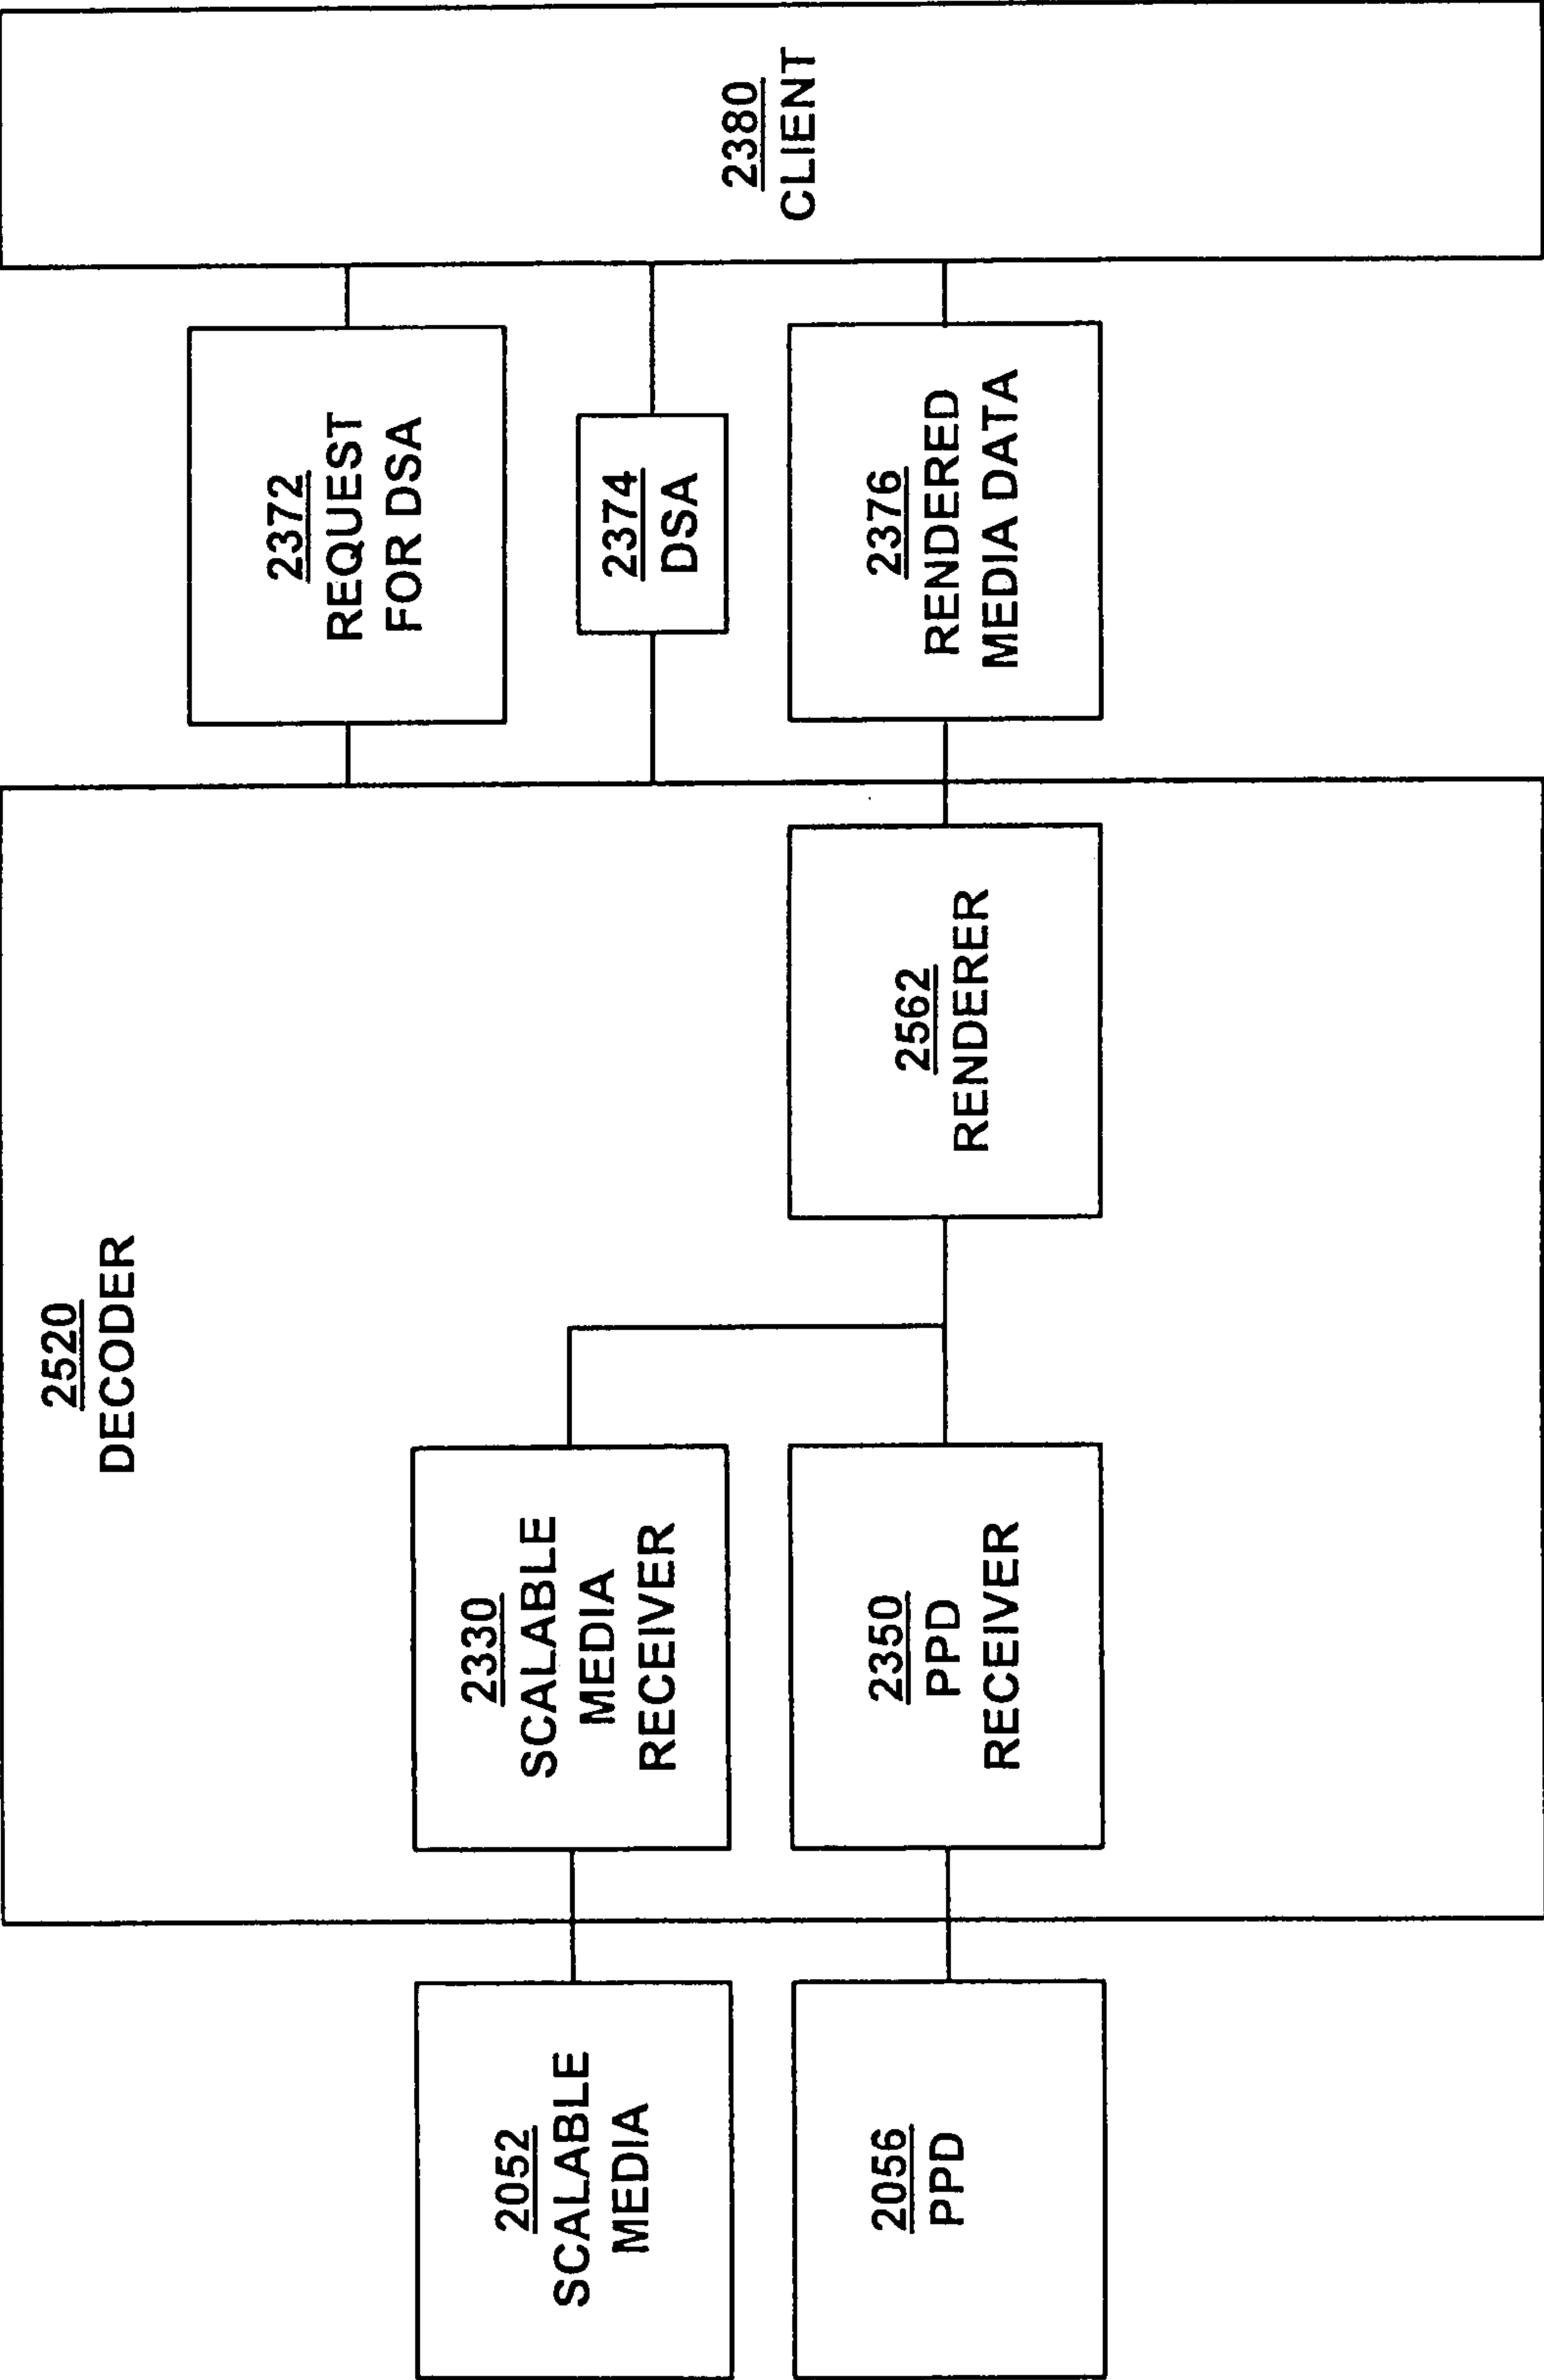 2520
DECODER
2372
REQUEST
FOR DSA
2052
SCALABLE
MEDIA
2330
SCALABLE
MEDIA
RECEIVER
2374
DSA
2380
CLIENT
2056
PPD
2350
PPD
RECEIVER
2562
RENDERER
2376
RENDERED
MEDIA DATA